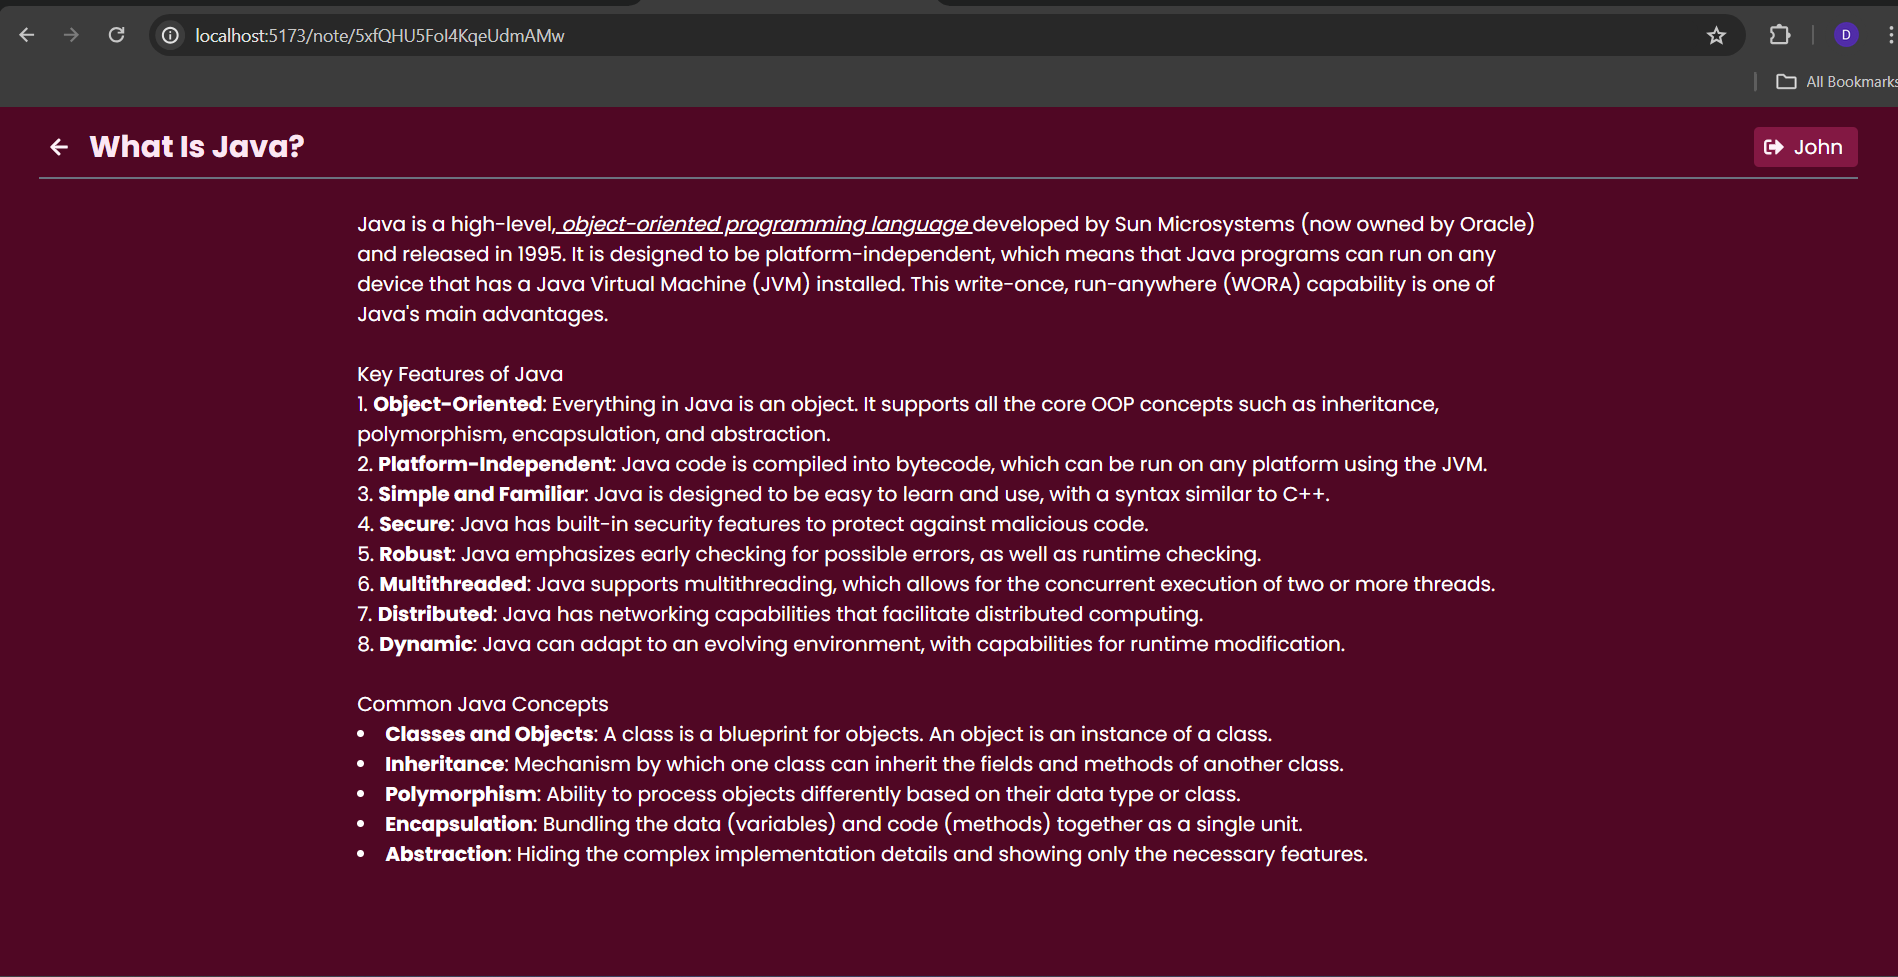 localhost:5173/note/5xfQHU5FoI4KqeUdmAMw
D
All Bookmarks
What Is Java?
John
Java is a high-level, object-oriented programming language developed by Sun Microsystems (now owned by Oracle)
and released in 1995. It is designed to be platform-independent, which means that Java programs can run on any
device that has a Java Virtual Machine (JVM) installed. This write-once, run-anywhere (WORA) capability is one of
Java's main advantages.
Key Features of Java
1. Object-Oriented: Everything in Java is an object. It supports all the core OOP concepts such as inheritance,
polymorphism, encapsulation, and abstraction.
2. Platform-Independent: Java code is compiled into bytecode, which can be run on any platform using the JVM.
3. Simple and Familiar: Java is designed to be easy to learn and use, with a syntax similar to C++.
4. Secure: Java has built-in security features to protect against malicious code.
5. Robust: Java emphasizes early checking for possible errors, as well as runtime checking.
6. Multithreaded: Java supports multithreading, which allows for the concurrent execution of two or more threads.
7. Distributed: Java has networking capabilities that facilitate distributed computing.
8. Dynamic: Java can adapt to an evolving environment, with capabilities for runtime modification.
Common Java Concepts
• Classes and Objects: A class is a blueprint for objects. An object is an instance of a class.
• Inheritance: Mechanism by which one class can inherit the fields and methods of another class.
• Polymorphism: Ability to process objects differently based on their data type or class.
• Encapsulation: Bundling the data (variables) and code (methods) together as a single unit.
• Abstraction: Hiding the complex implementation details and showing only the necessary features.